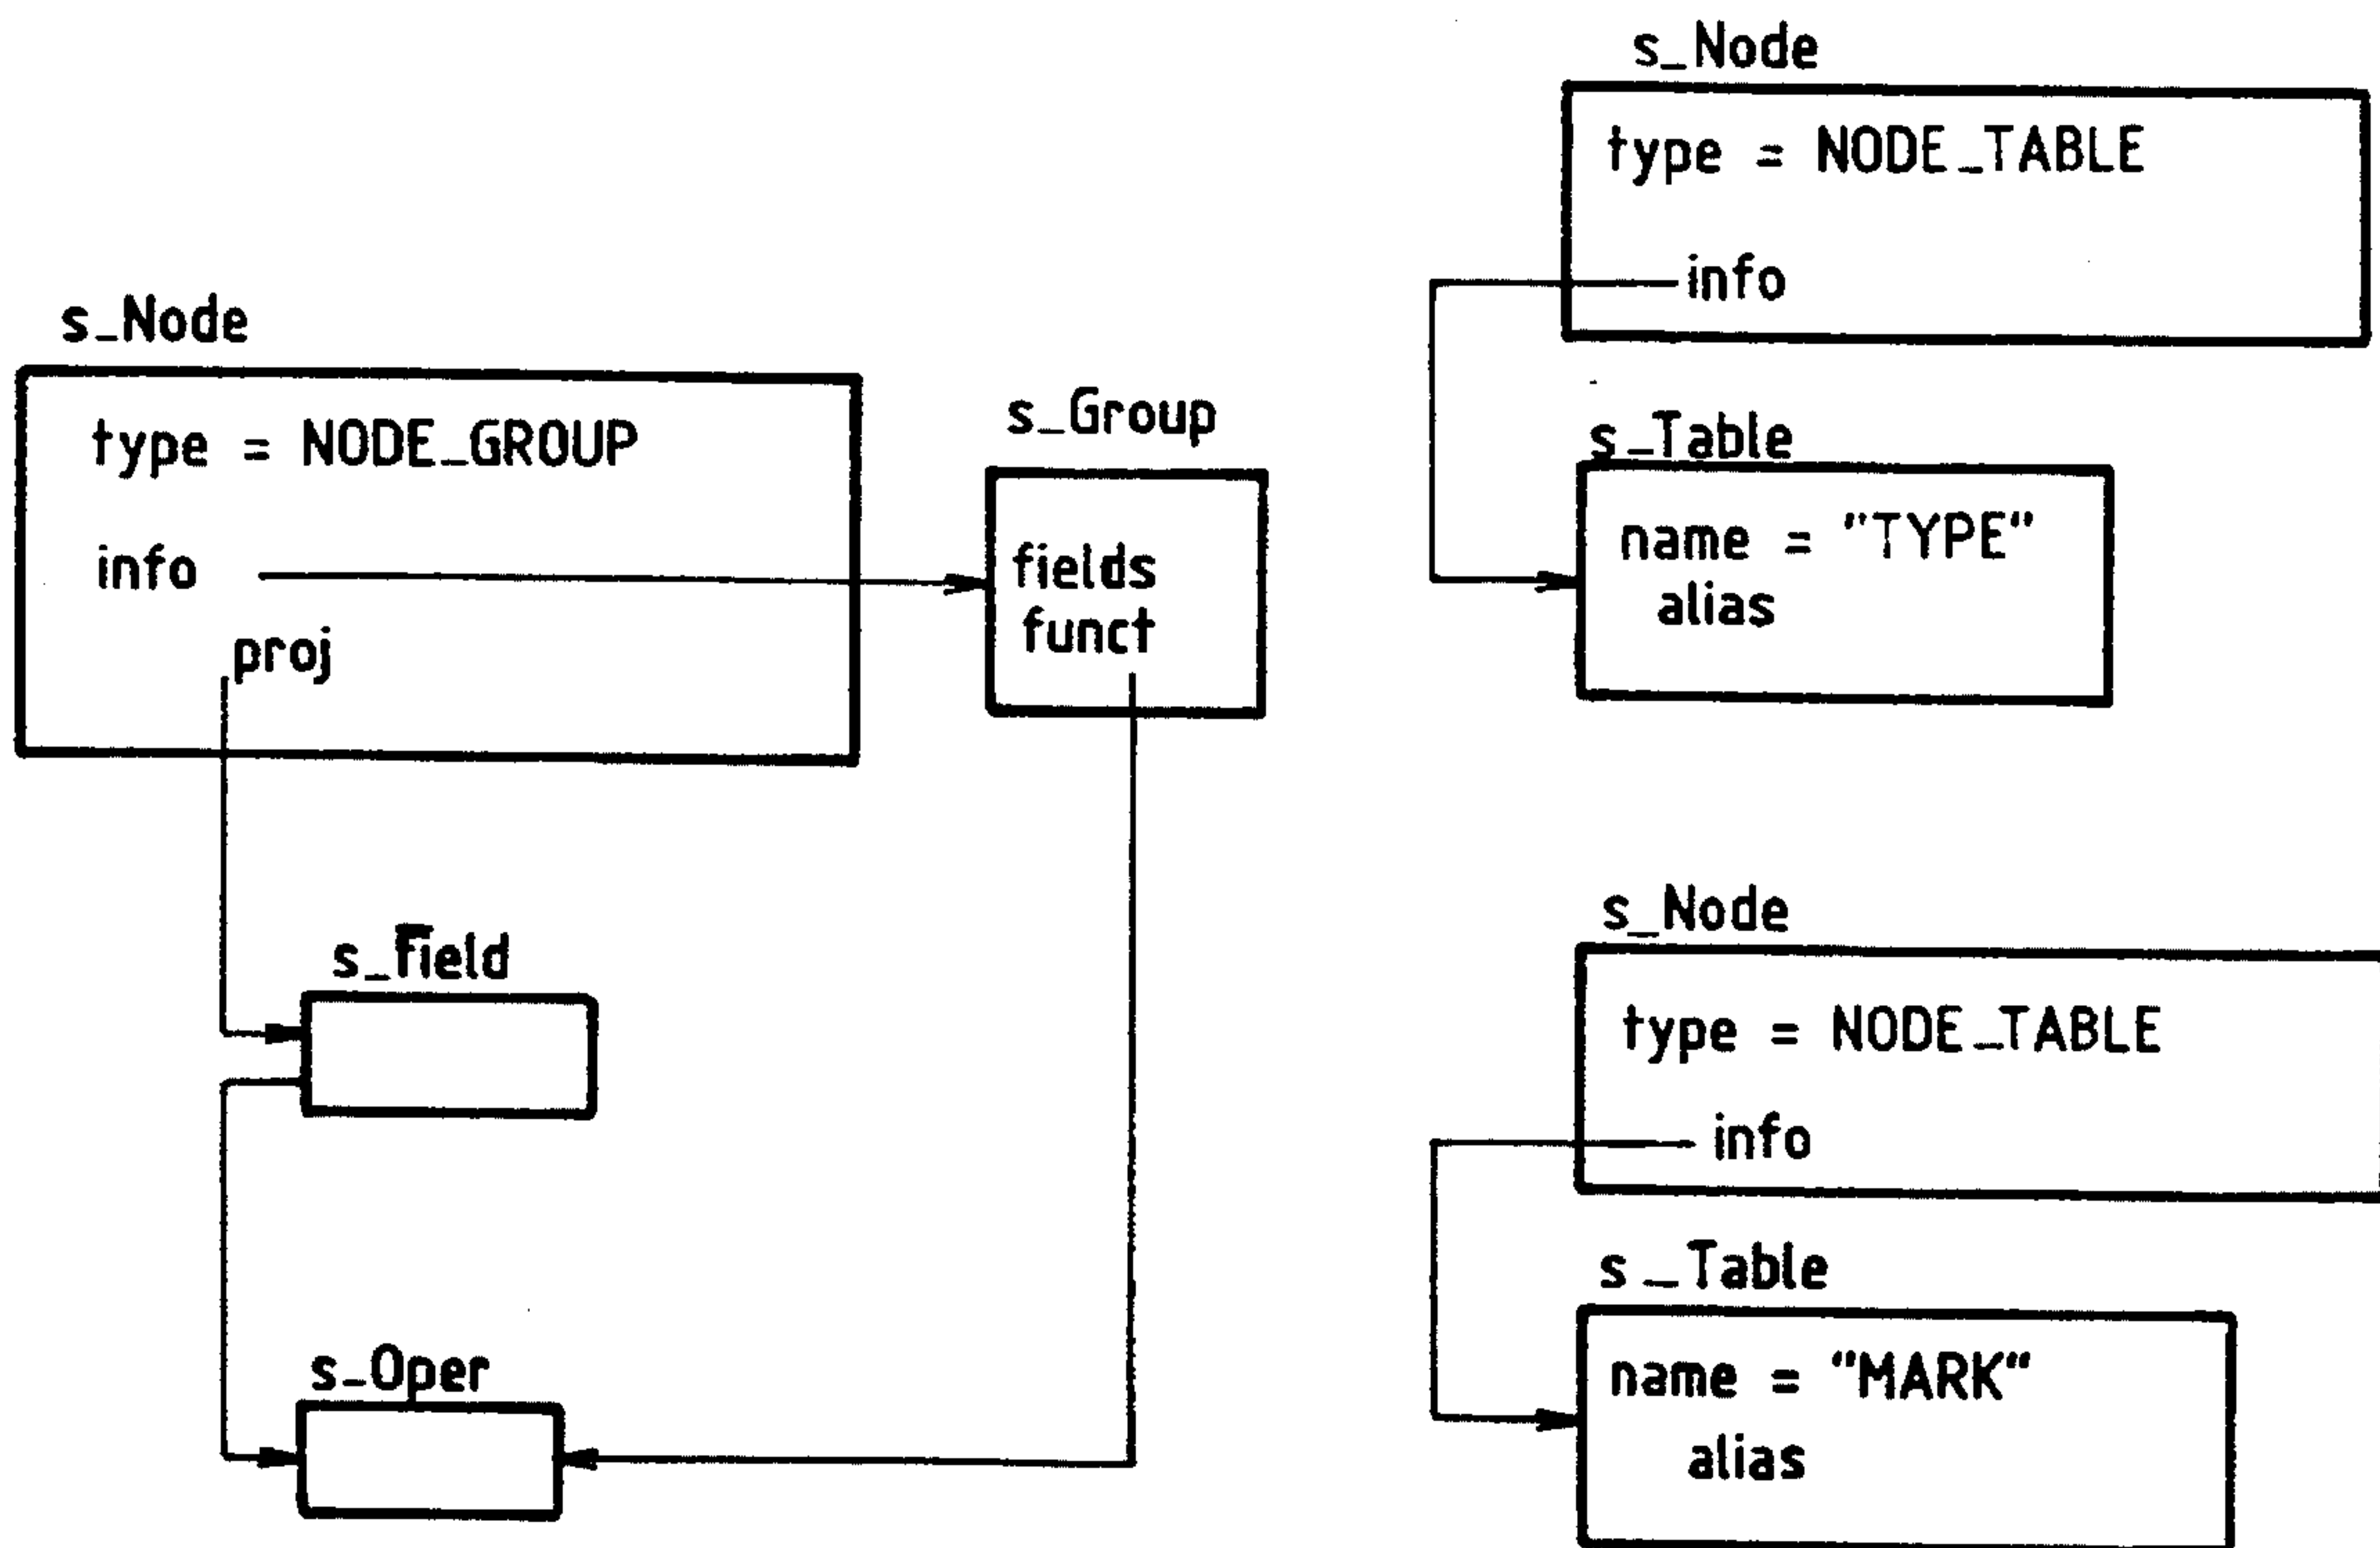 s_Node
type = NODE_GROUP
info
proj
s_Group
fields
funct
s_Field
s_Oper
s_Node
type = NODE_TABLE
info
s_Table
name = "TYPE"
alias
s_Node
type = NODE_TABLE
info
s_Table
name = "MARK"
alias